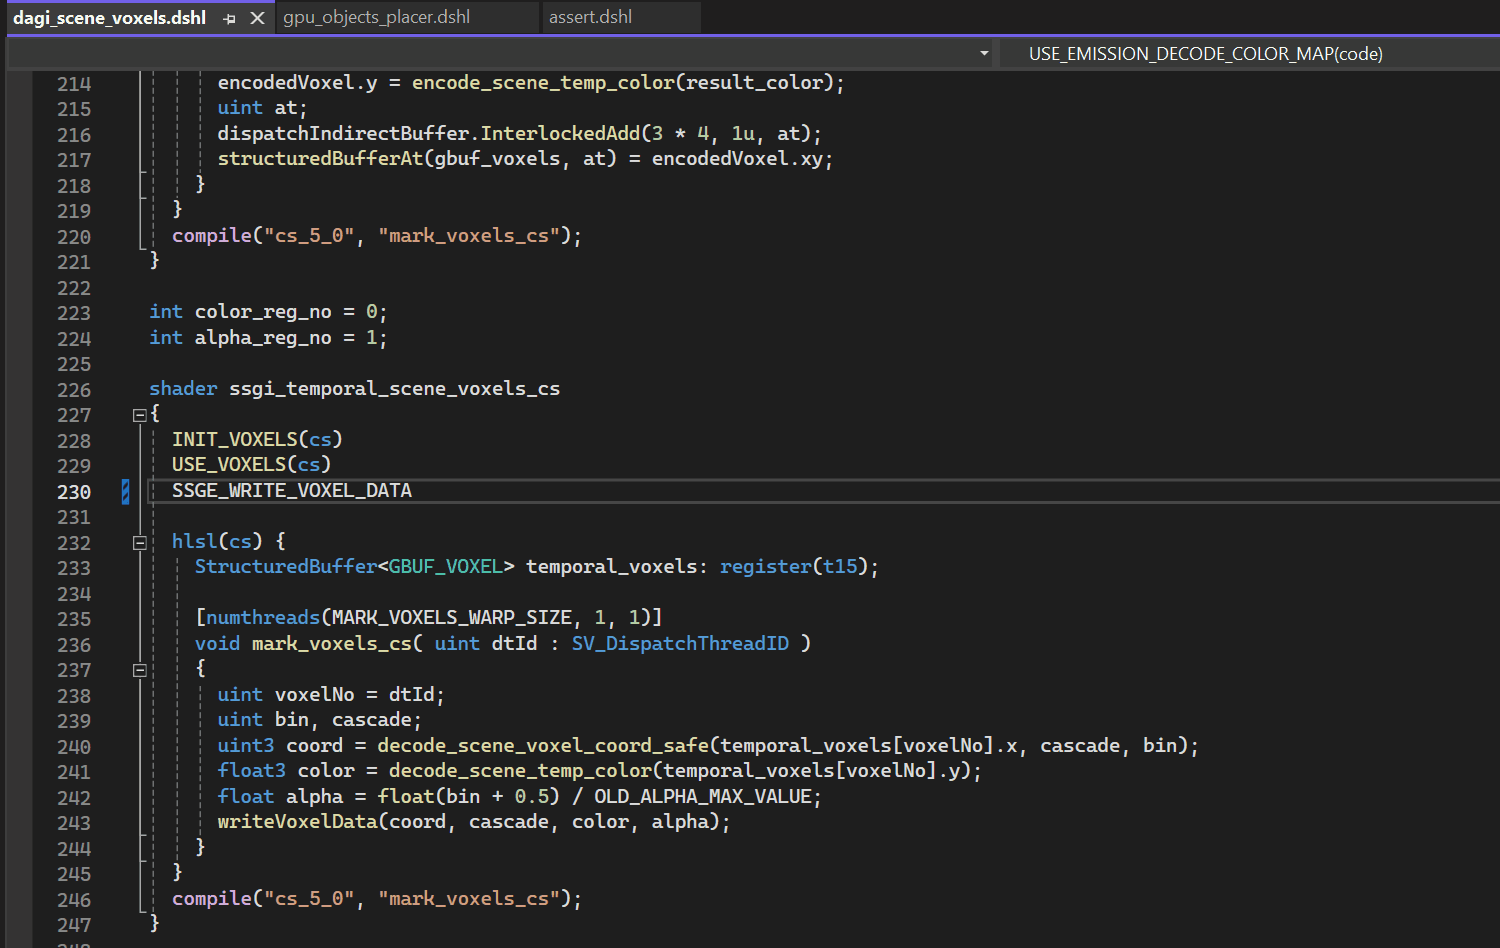 dagi_scene_voxels.dshl gpu_objects_placer.dshl assert.dshl
USE_EMISSION_DECODE_COLOR_MAP(code)
214 encodedVoxel.y = encode_scene_temp_color(result_color);
215 uint at;
216 dispatchIndirectBuffer.InterlockedAdd(3 * 4, 1u, at);
217 structuredBufferAt(gbuf_voxels, at) = encodedVoxel.xy;
218 }
219 }
220 compile("cs_5_0", "mark_voxels_cs");
221 }
222
223 int color_reg_no = 0;
224 int alpha_reg_no = 1;
225
226 shader ssgi_temporal_scene_voxels_cs
227 {
228 INIT_VOXELS(cs)
229 USE_VOXELS(cs)
230 SSGE_WRITE_VOXEL_DATA
231
232 hlsl(cs) {
233 StructuredBuffer<GBUF_VOXEL> temporal_voxels: register(t15);
234
235 [numthreads(MARK_VOXELS_WARP_SIZE, 1, 1)]
236 void mark_voxels_cs( uint dtId : SV_DispatchThreadID )
237 {
238 uint voxelNo = dtId;
239 uint bin, cascade;
240 uint3 coord = decode_scene_voxel_coord_safe(temporal_voxels[voxelNo].x, cascade, bin);
241 float3 color = decode_scene_temp_color(temporal_voxels[voxelNo].y);
242 float alpha = float(bin + 0.5) / OLD_ALPHA_MAX_VALUE;
243 writeVoxelData(coord, cascade, color, alpha);
244 }
245 }
246 compile("cs_5_0", "mark_voxels_cs");
247 }